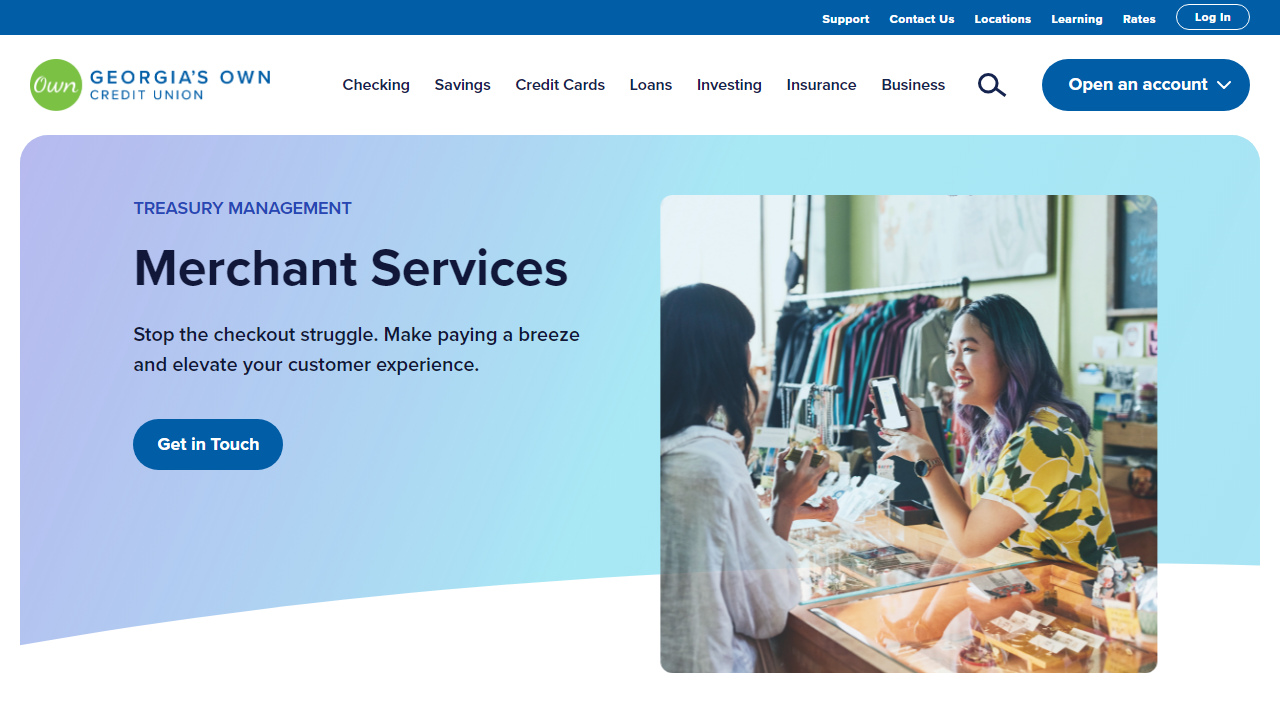 Support Contact Us Locations Learning Rates Log In
Own GEORGIA'S OWN
CREDIT UNION
Checking Savings Credit Cards Loans Investing Insurance Business
Open an account
TREASURY MANAGEMENT
Merchant Services
Stop the checkout struggle. Make paying a breeze
and elevate your customer experience.
Get in Touch